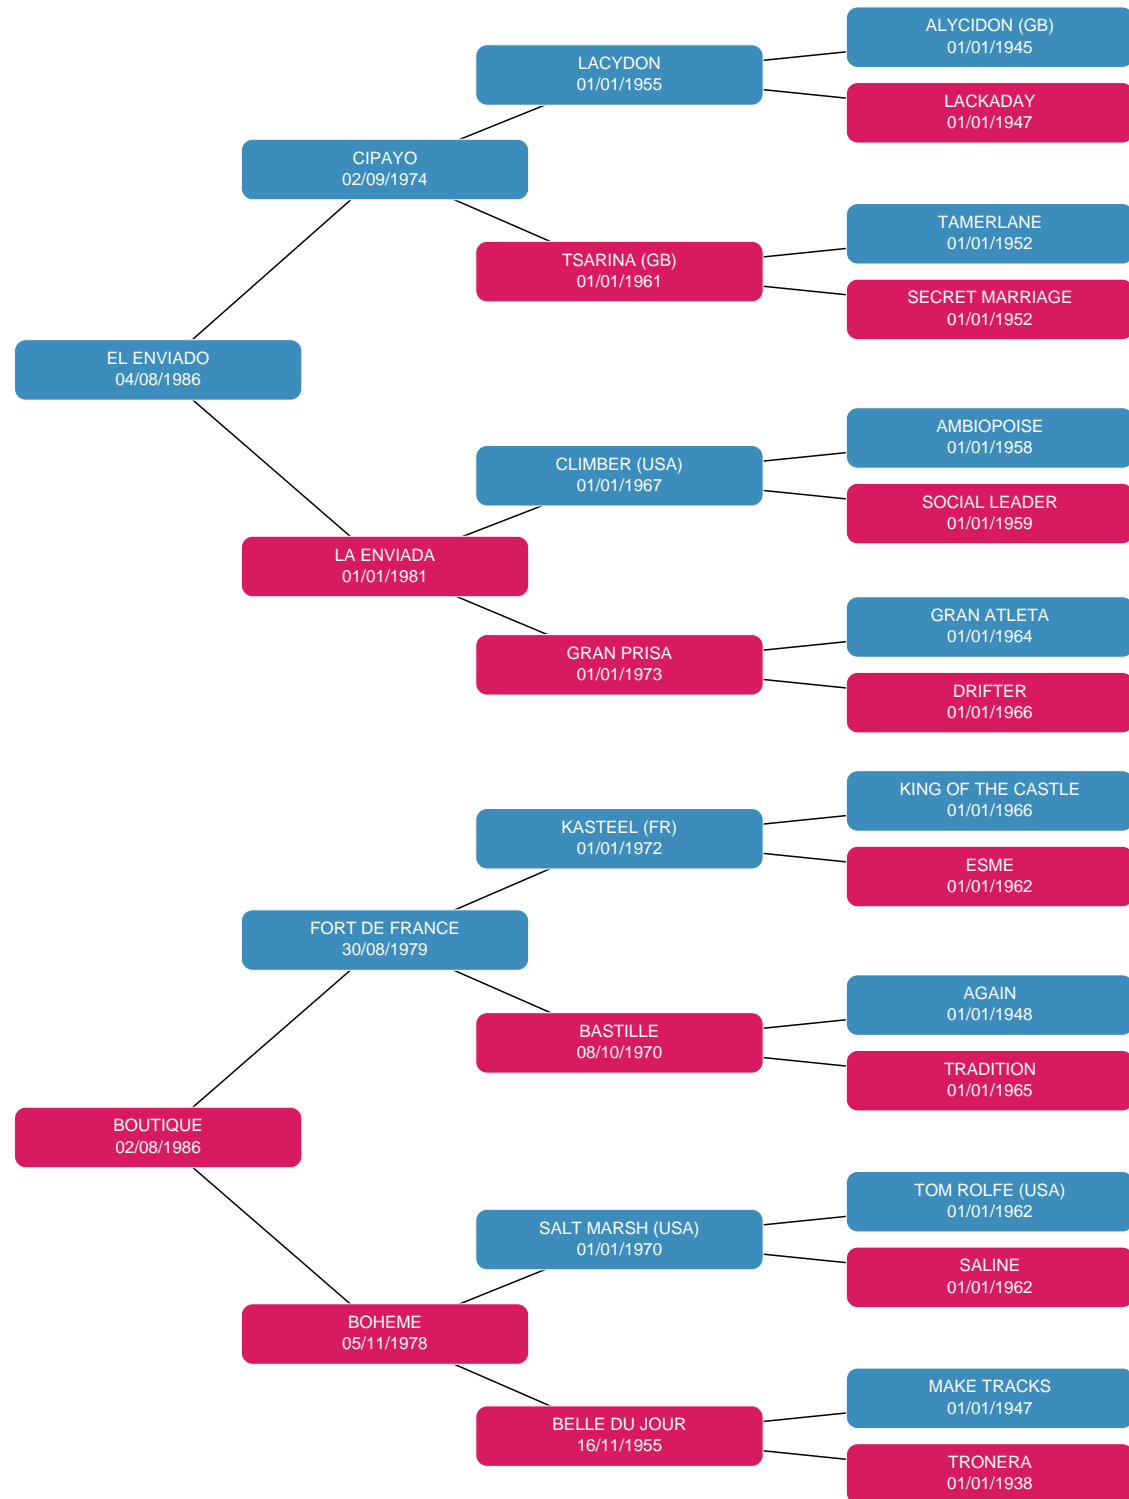 ALYCIDON (GB)
01/01/1945
LACYDON
01/01/1955
LACKADAY
01/01/1947
CIPAYO
02/09/1974
TAMERLANE
01/01/1952
TSARINA (GB)
01/01/1961
SECRET MARRIAGE
01/01/1952
EL ENVIADO
04/08/1986
AMBIOPOISE
01/01/1958
CLIMBER (USA)
01/01/1967
SOCIAL LEADER
01/01/1959
LA ENVIADA
01/01/1981
GRAN ATLETA
01/01/1964
GRAN PRISA
01/01/1973
DRIFTER
01/01/1966
KING OF THE CASTLE
01/01/1966
KASTEEL (FR)
01/01/1972
ESME
01/01/1962
FORT DE FRANCE
30/08/1979
AGAIN
01/01/1948
BASTILLE
08/10/1970
TRADITION
01/01/1965
BOUTIQUE
02/08/1986
TOM ROLFE (USA)
01/01/1962
SALT MARSH (USA)
01/01/1970
SALINE
01/01/1962
BOHEME
05/11/1978
MAKE TRACKS
01/01/1947
BELLE DU JOUR
16/11/1955
TRONERA
01/01/1938